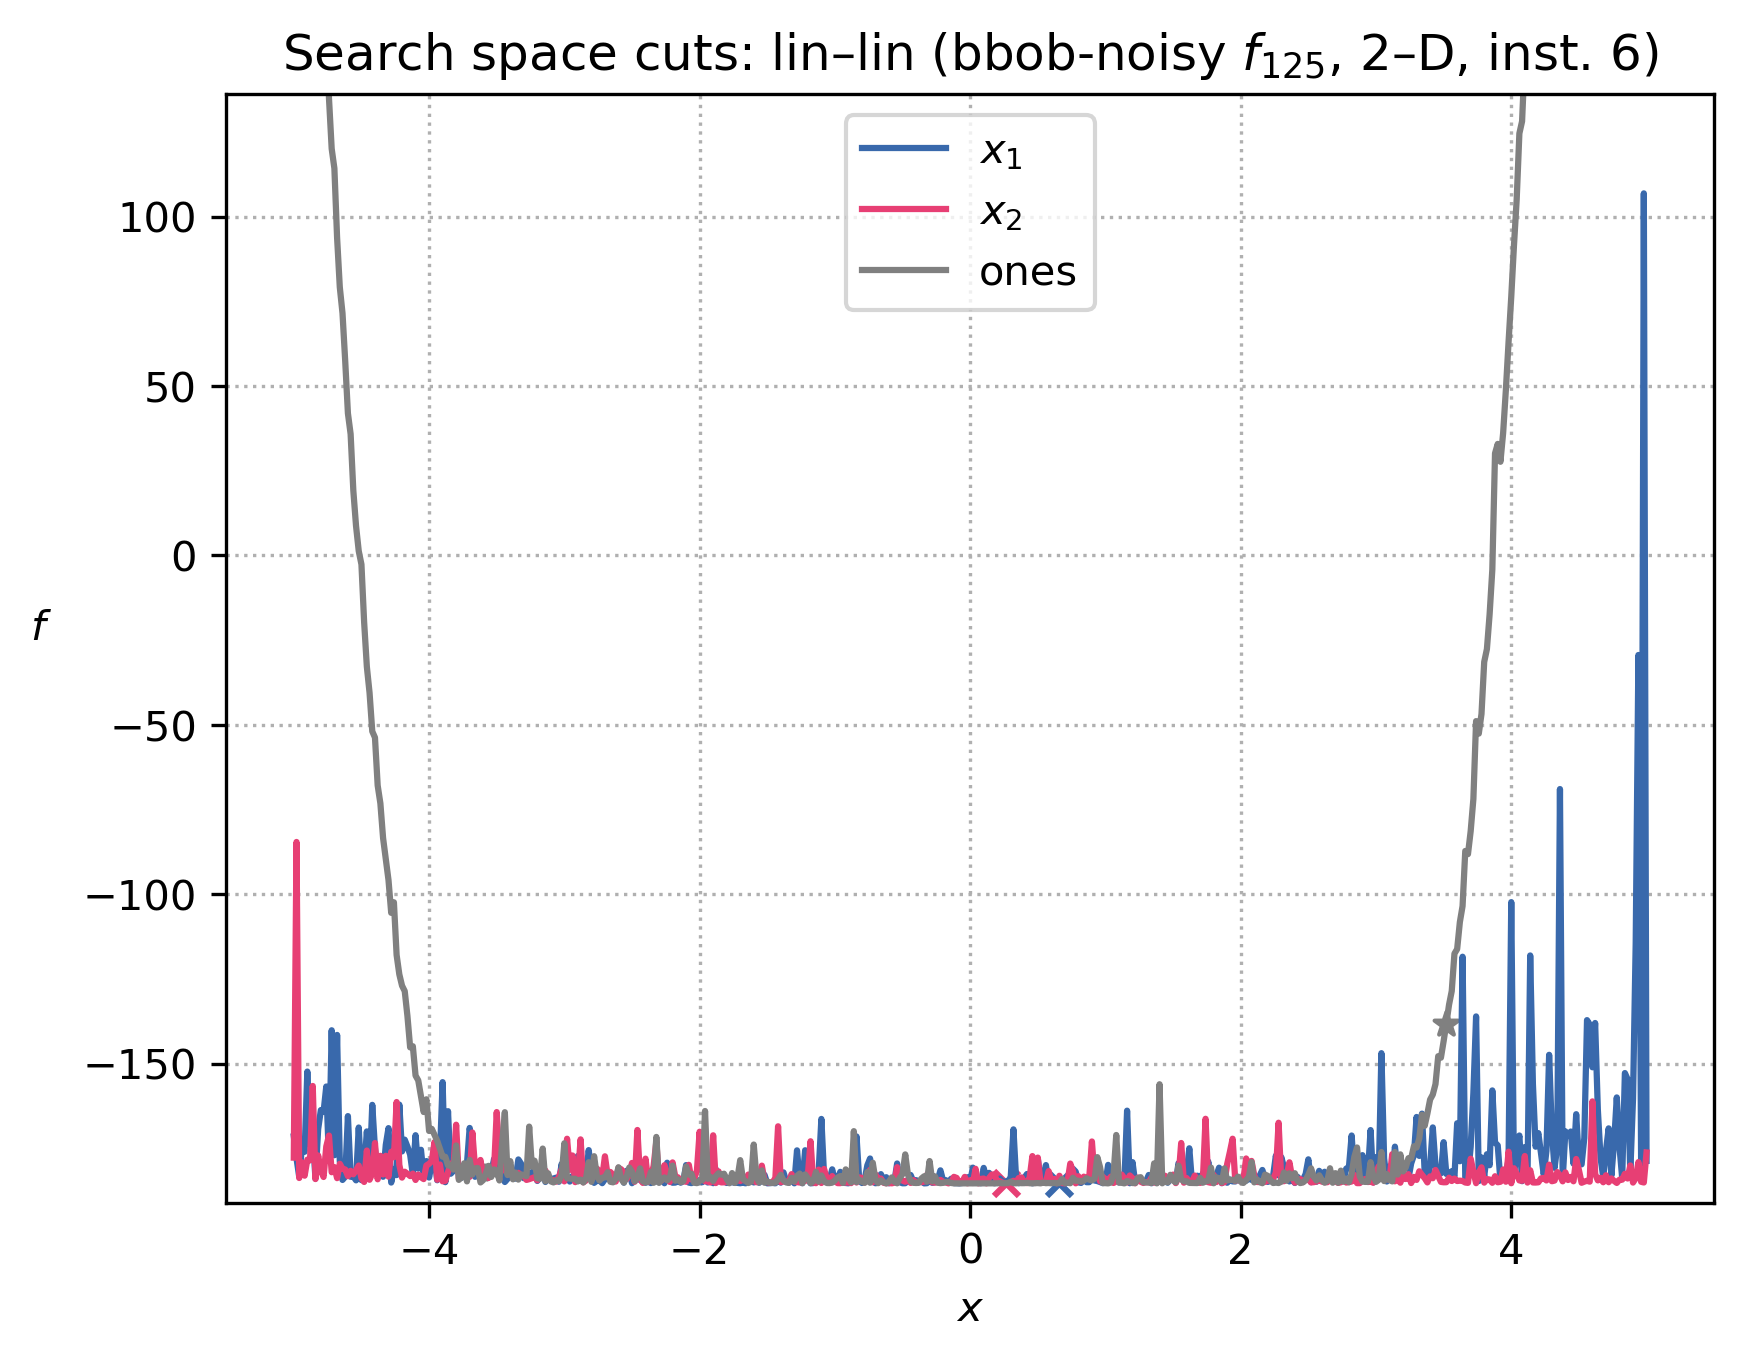 Search space cuts: lin–lin (bbob-noisy f₁₂₅, 2–D, inst. 6)
x₁
x₂
ones
100
50
0
−50
−100
−150
f
−4
−2
0
2
4
x